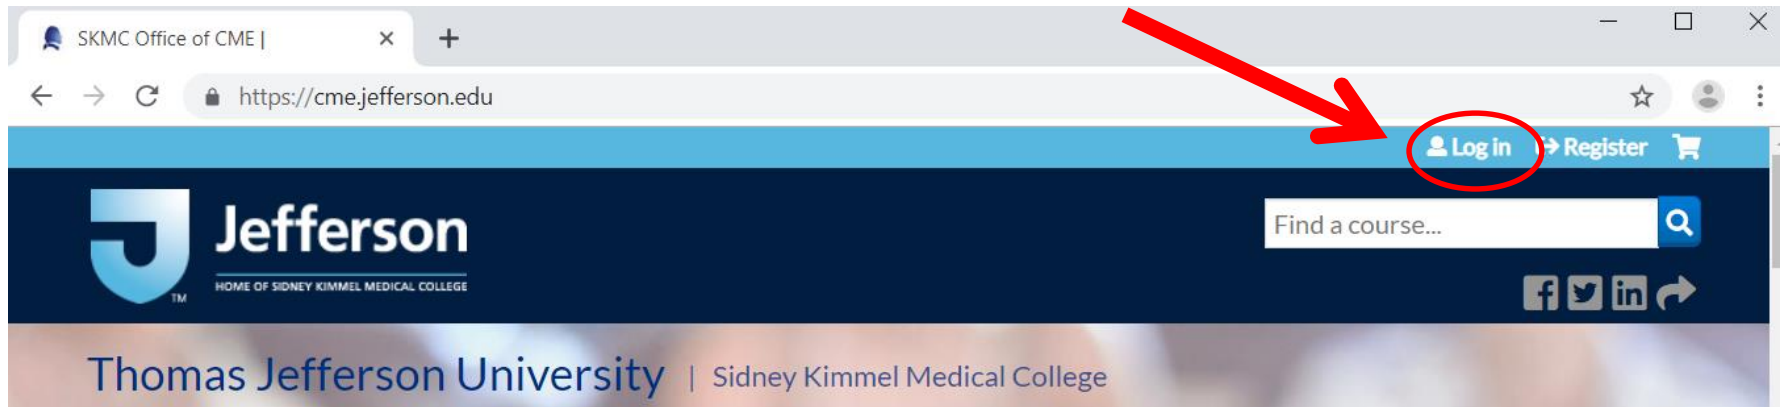 SKMC Office of CME |
https://cme.jefferson.edu
Log in Register
Jefferson
HOME OF SIDNEY KIMMEL MEDICAL COLLEGE
TM
Find a course...
Thomas Jefferson University | Sidney Kimmel Medical College